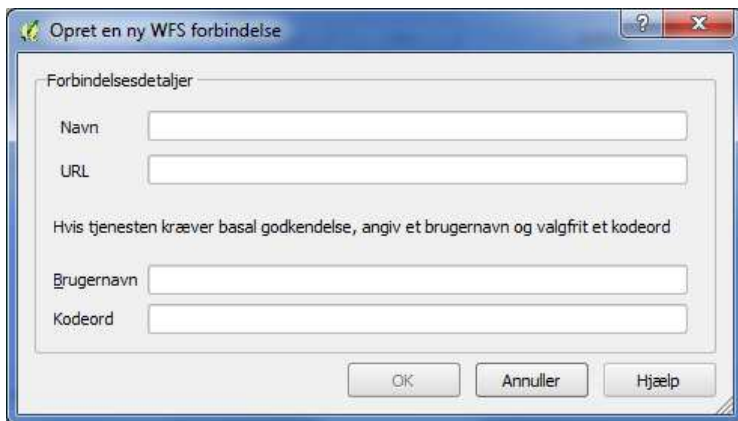 Opret en ny WFS forbindelse
?
Forbindelsesdetaljer
Navn
URL
Hvis tjenesten kræver basal godkendelse, angiv et brugernavn og valgfrit et kodeord
Brugernavn
Kodeord
OK Annuller Hjælp